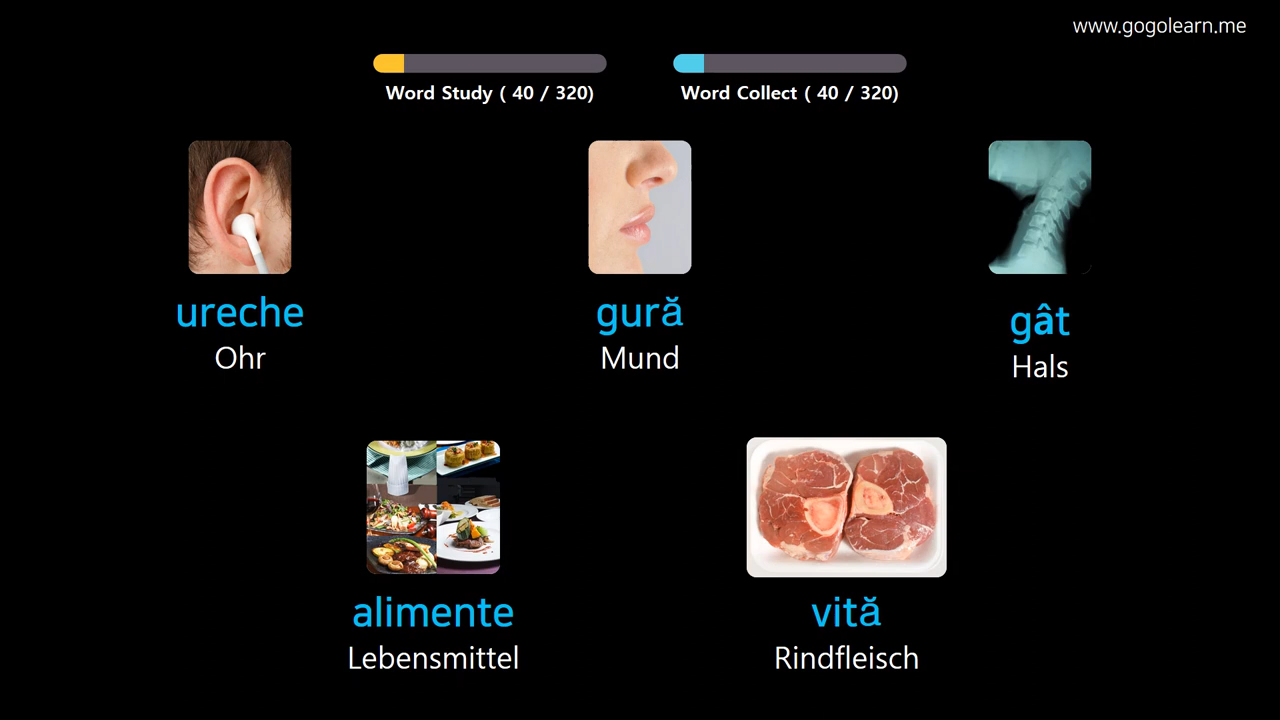 www.gogolearn.me
Word Study ( 40 / 320)
Word Collect ( 40 / 320)
ureche
Ohr
gură
Mund
gât
Hals
alimente
Lebensmittel
vită
Rindfleisch